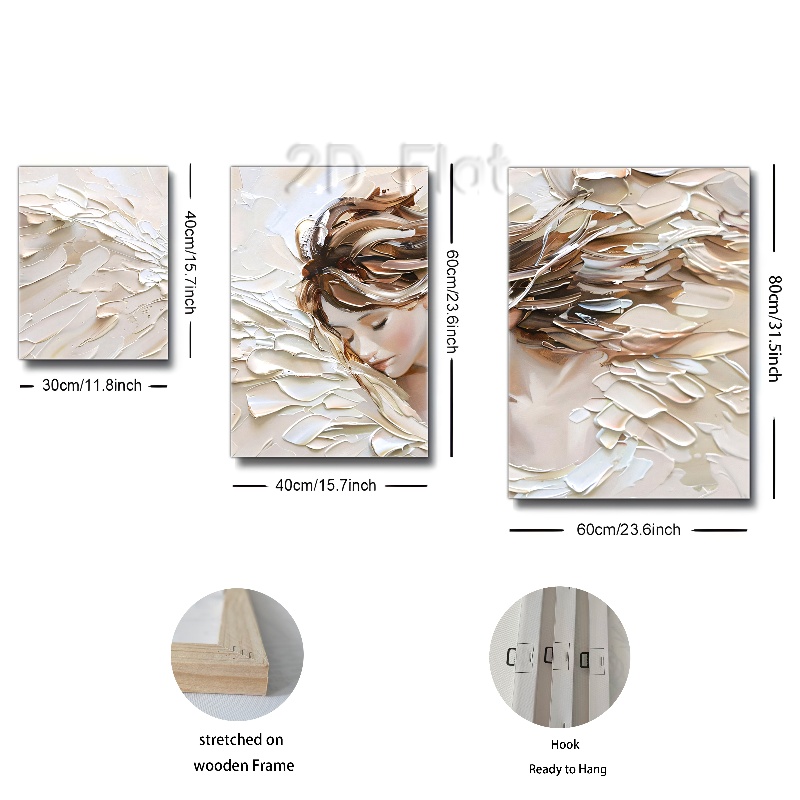 2D Flat
40cm/15.7inch
30cm/11.8inch
60cm/23.6inch
40cm/15.7inch
80cm/31.5inch
60cm/23.6inch
stretched on
wooden Frame
Hook
Ready to Hang